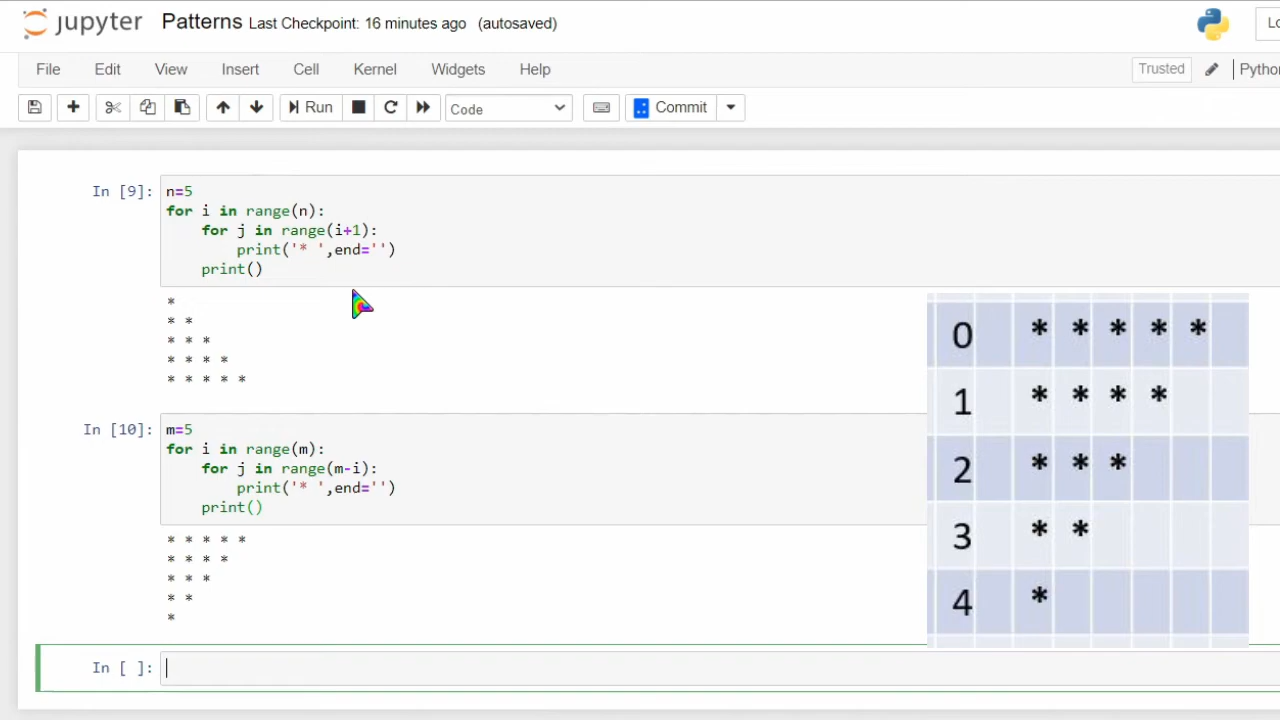 jupyter Patterns Last Checkpoint: 16 minutes ago (autosaved)
File Edit View Insert Cell Kernel Widgets Help Trusted
Run Code Commit
In [9]: n=5
for i in range(n):
    for j in range(i+1):
        print('* ',end='')
    print()
*
* *
* * *
* * * *
* * * * *
In [10]: m=5
for i in range(m):
    for j in range(m-i):
        print('* ',end='')
    print()
* * * * *
* * * *
* * *
* *
*
0 * * * * *
1 * * * *
2 * * *
3 * *
4 *
In [ ]: